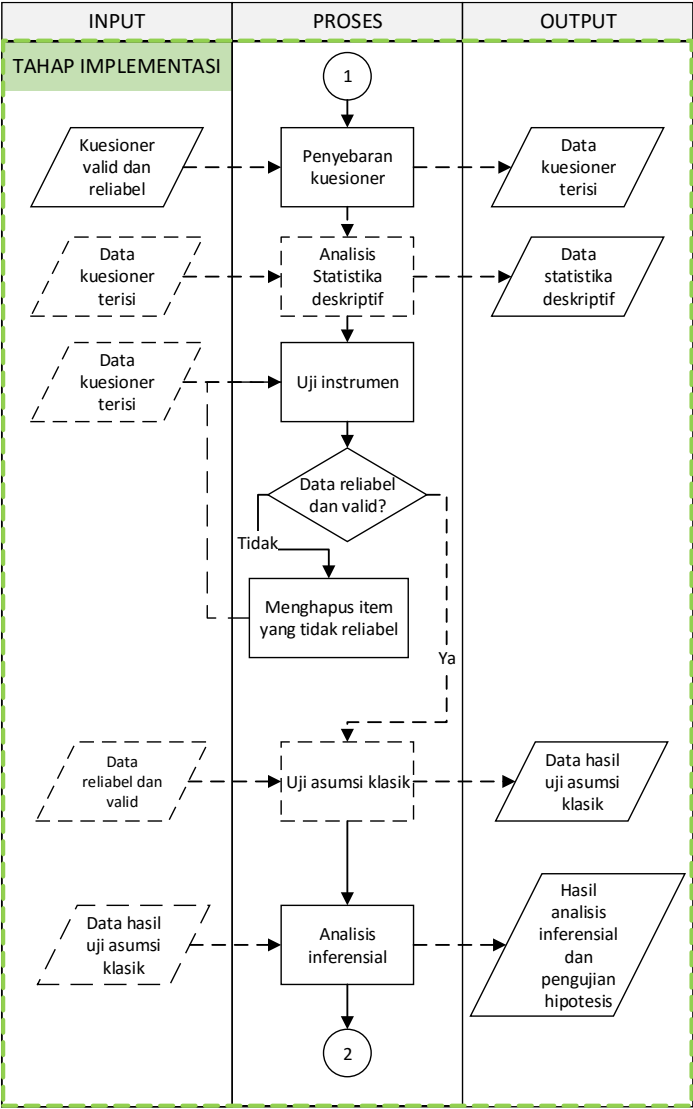 INPUT
PROSES
OUTPUT
TAHAP IMPLEMENTASI
1
Kuesioner
valid dan
reliabel
Penyebaran
kuesioner
Data
kuesioner
terisi
Data
kuesioner
terisi
Analisis
Statistika
deskriptif
Data
statistika
deskriptif
Data
kuesioner
terisi
Uji instrumen
Data reliabel
dan valid?
Tidak
Menghapus item
yang tidak reliabel
Ya
Data
reliabel dan
valid
Uji asumsi klasik
Data hasil
uji asumsi
klasik
Data hasil
uji asumsi
klasik
Analisis
inferensial
Hasil
analisis
inferensial
dan
pengujian
hipotesis
2